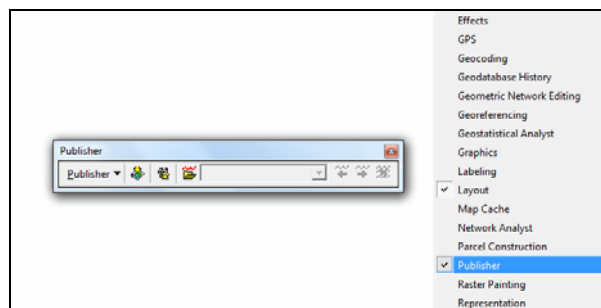 Publisher
Publisher
Effects
GPS
Geocoding
Geodatabase History
Geometric Network Editing
Georeferencing
Geostatistical Analyst
Graphics
Labeling
Layout
Map Cache
Network Analyst
Parcel Construction
Publisher
Raster Painting
Representation